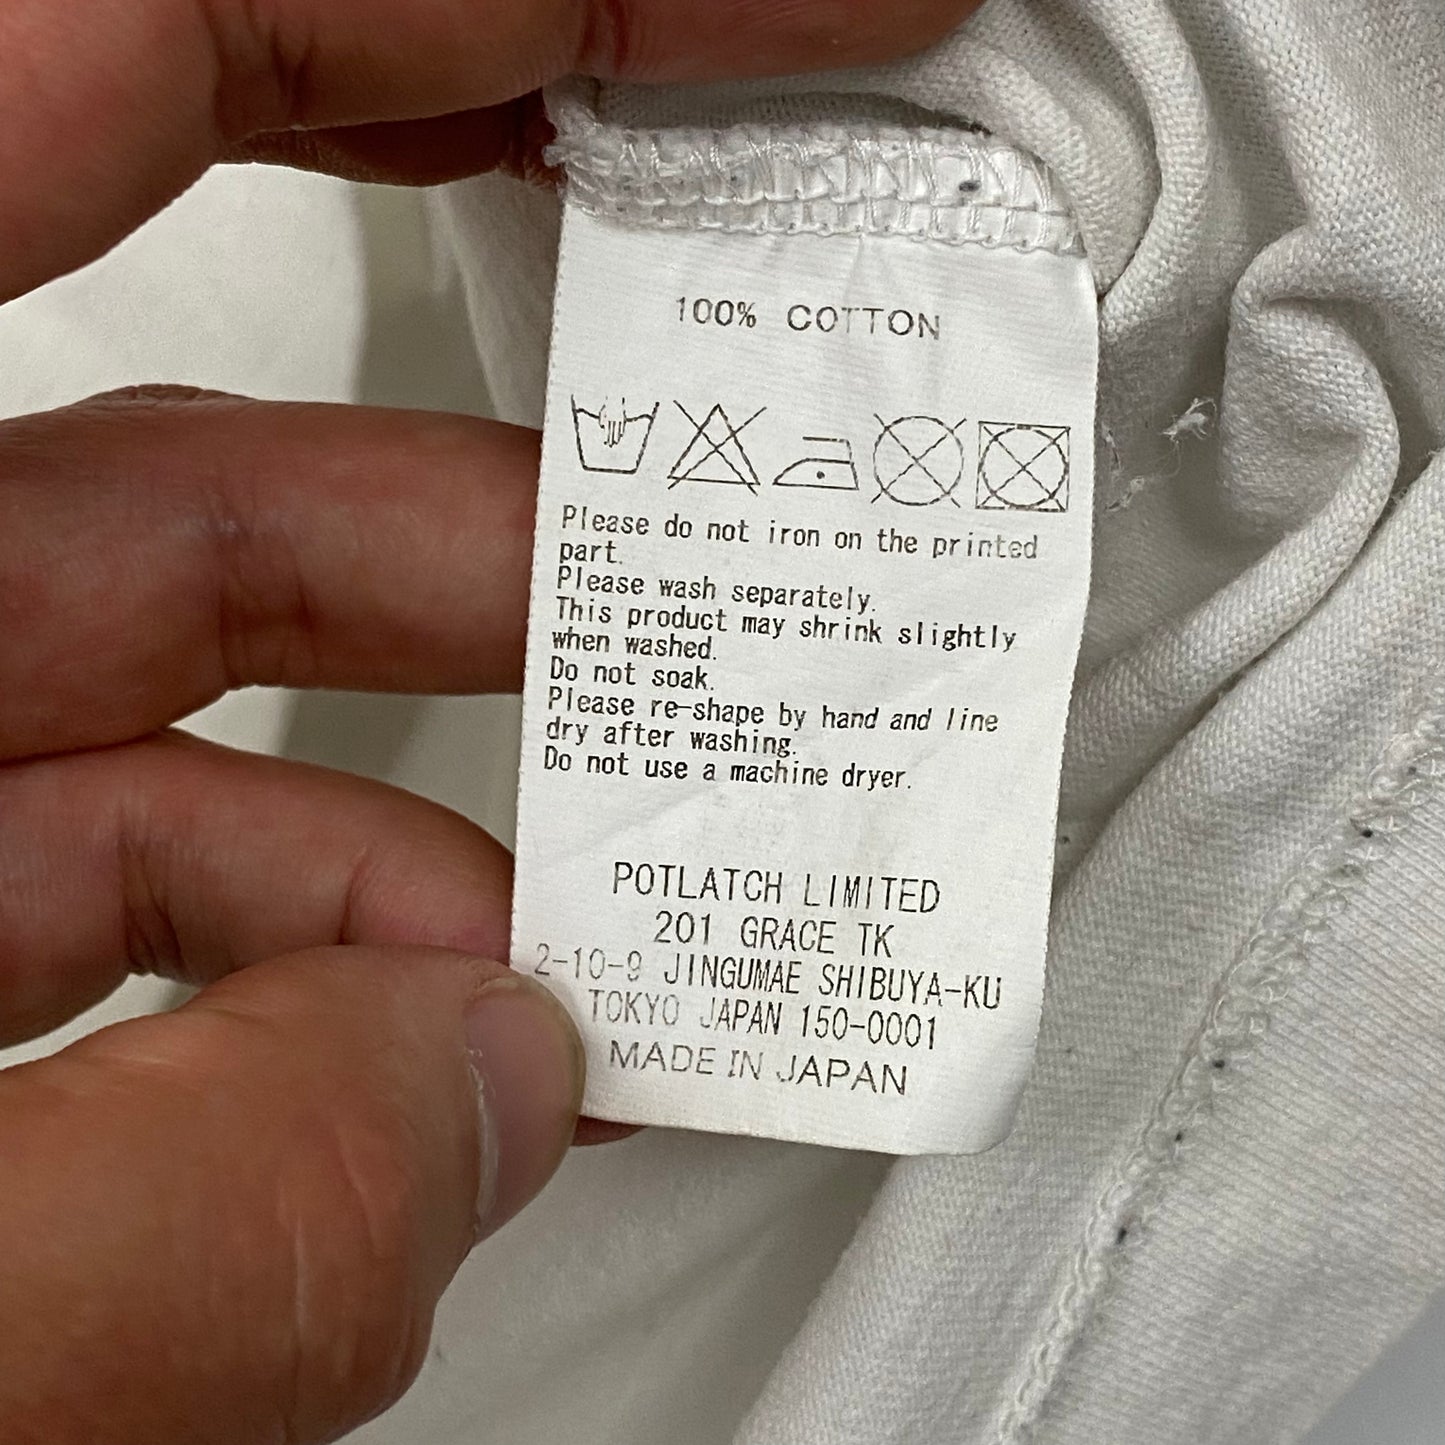 100% COTTON
Please do not iron on the printed
part.
Please wash separately.
This product may shrink slightly
when washed.
Do not soak.
Please re-shape by hand and line
dry after washing.
Do not use a machine dryer.
POTLATCH LIMITED
201 GRACE TK
2-10-9 JINGUMAE SHIBUYA-KU
TOKYO JAPAN 150-0001
MADE IN JAPAN